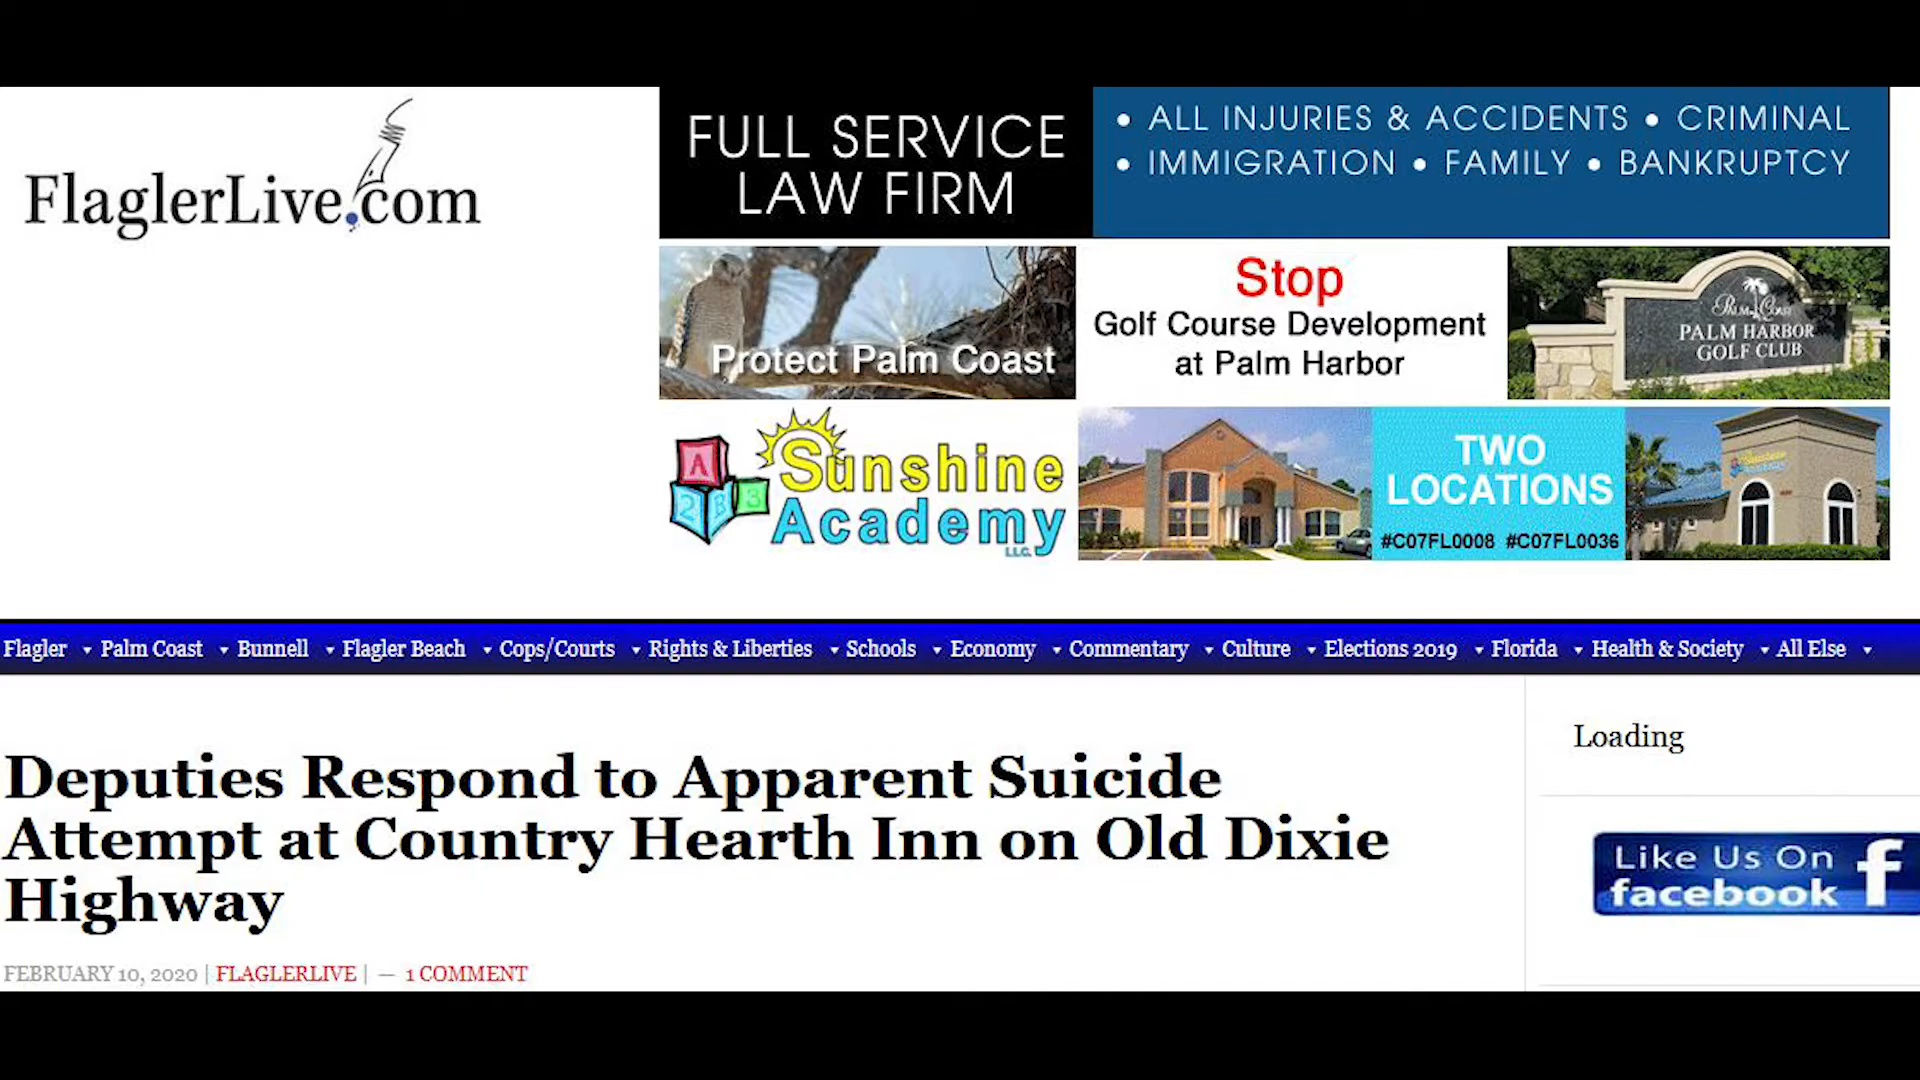 FlaglerLive.com
FULL SERVICE
LAW FIRM
• ALL INJURIES & ACCIDENTS • CRIMINAL
• IMMIGRATION • FAMILY • BANKRUPTCY
Protect Palm Coast
Stop
Golf Course Development
at Palm Harbor
PALM COAST
PALM HARBOR
GOLF CLUB
A
2 B 3
Sunshine
Academy
LLC.
TWO
LOCATIONS
#C07FL0008 #C07FL0036
Flagler Palm Coast Bunnell Flagler Beach Cops/Courts Rights & Liberties Schools Economy Commentary Culture Elections 2019 Florida Health & Society All Else
Deputies Respond to Apparent Suicide
Attempt at Country Hearth Inn on Old Dixie
Highway
FEBRUARY 10, 2020 | FLAGLERLIVE | — 1 COMMENT
Loading
Like Us On
facebook f